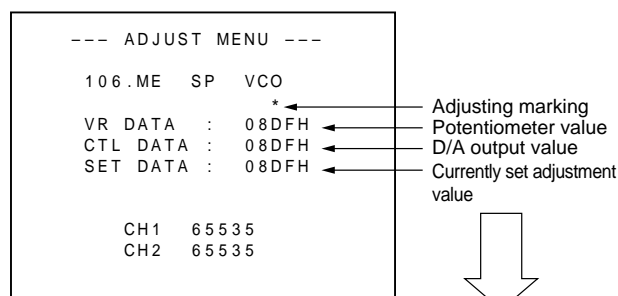 --- ADJUST MENU ---
106.ME SP VCO
*
VR DATA : 08DFH
CTL DATA : 08DFH
SET DATA : 08DFH
CH1 65535
CH2 65535
Adjusting marking
Potentiometer value
D/A output value
Currently set adjustment
value